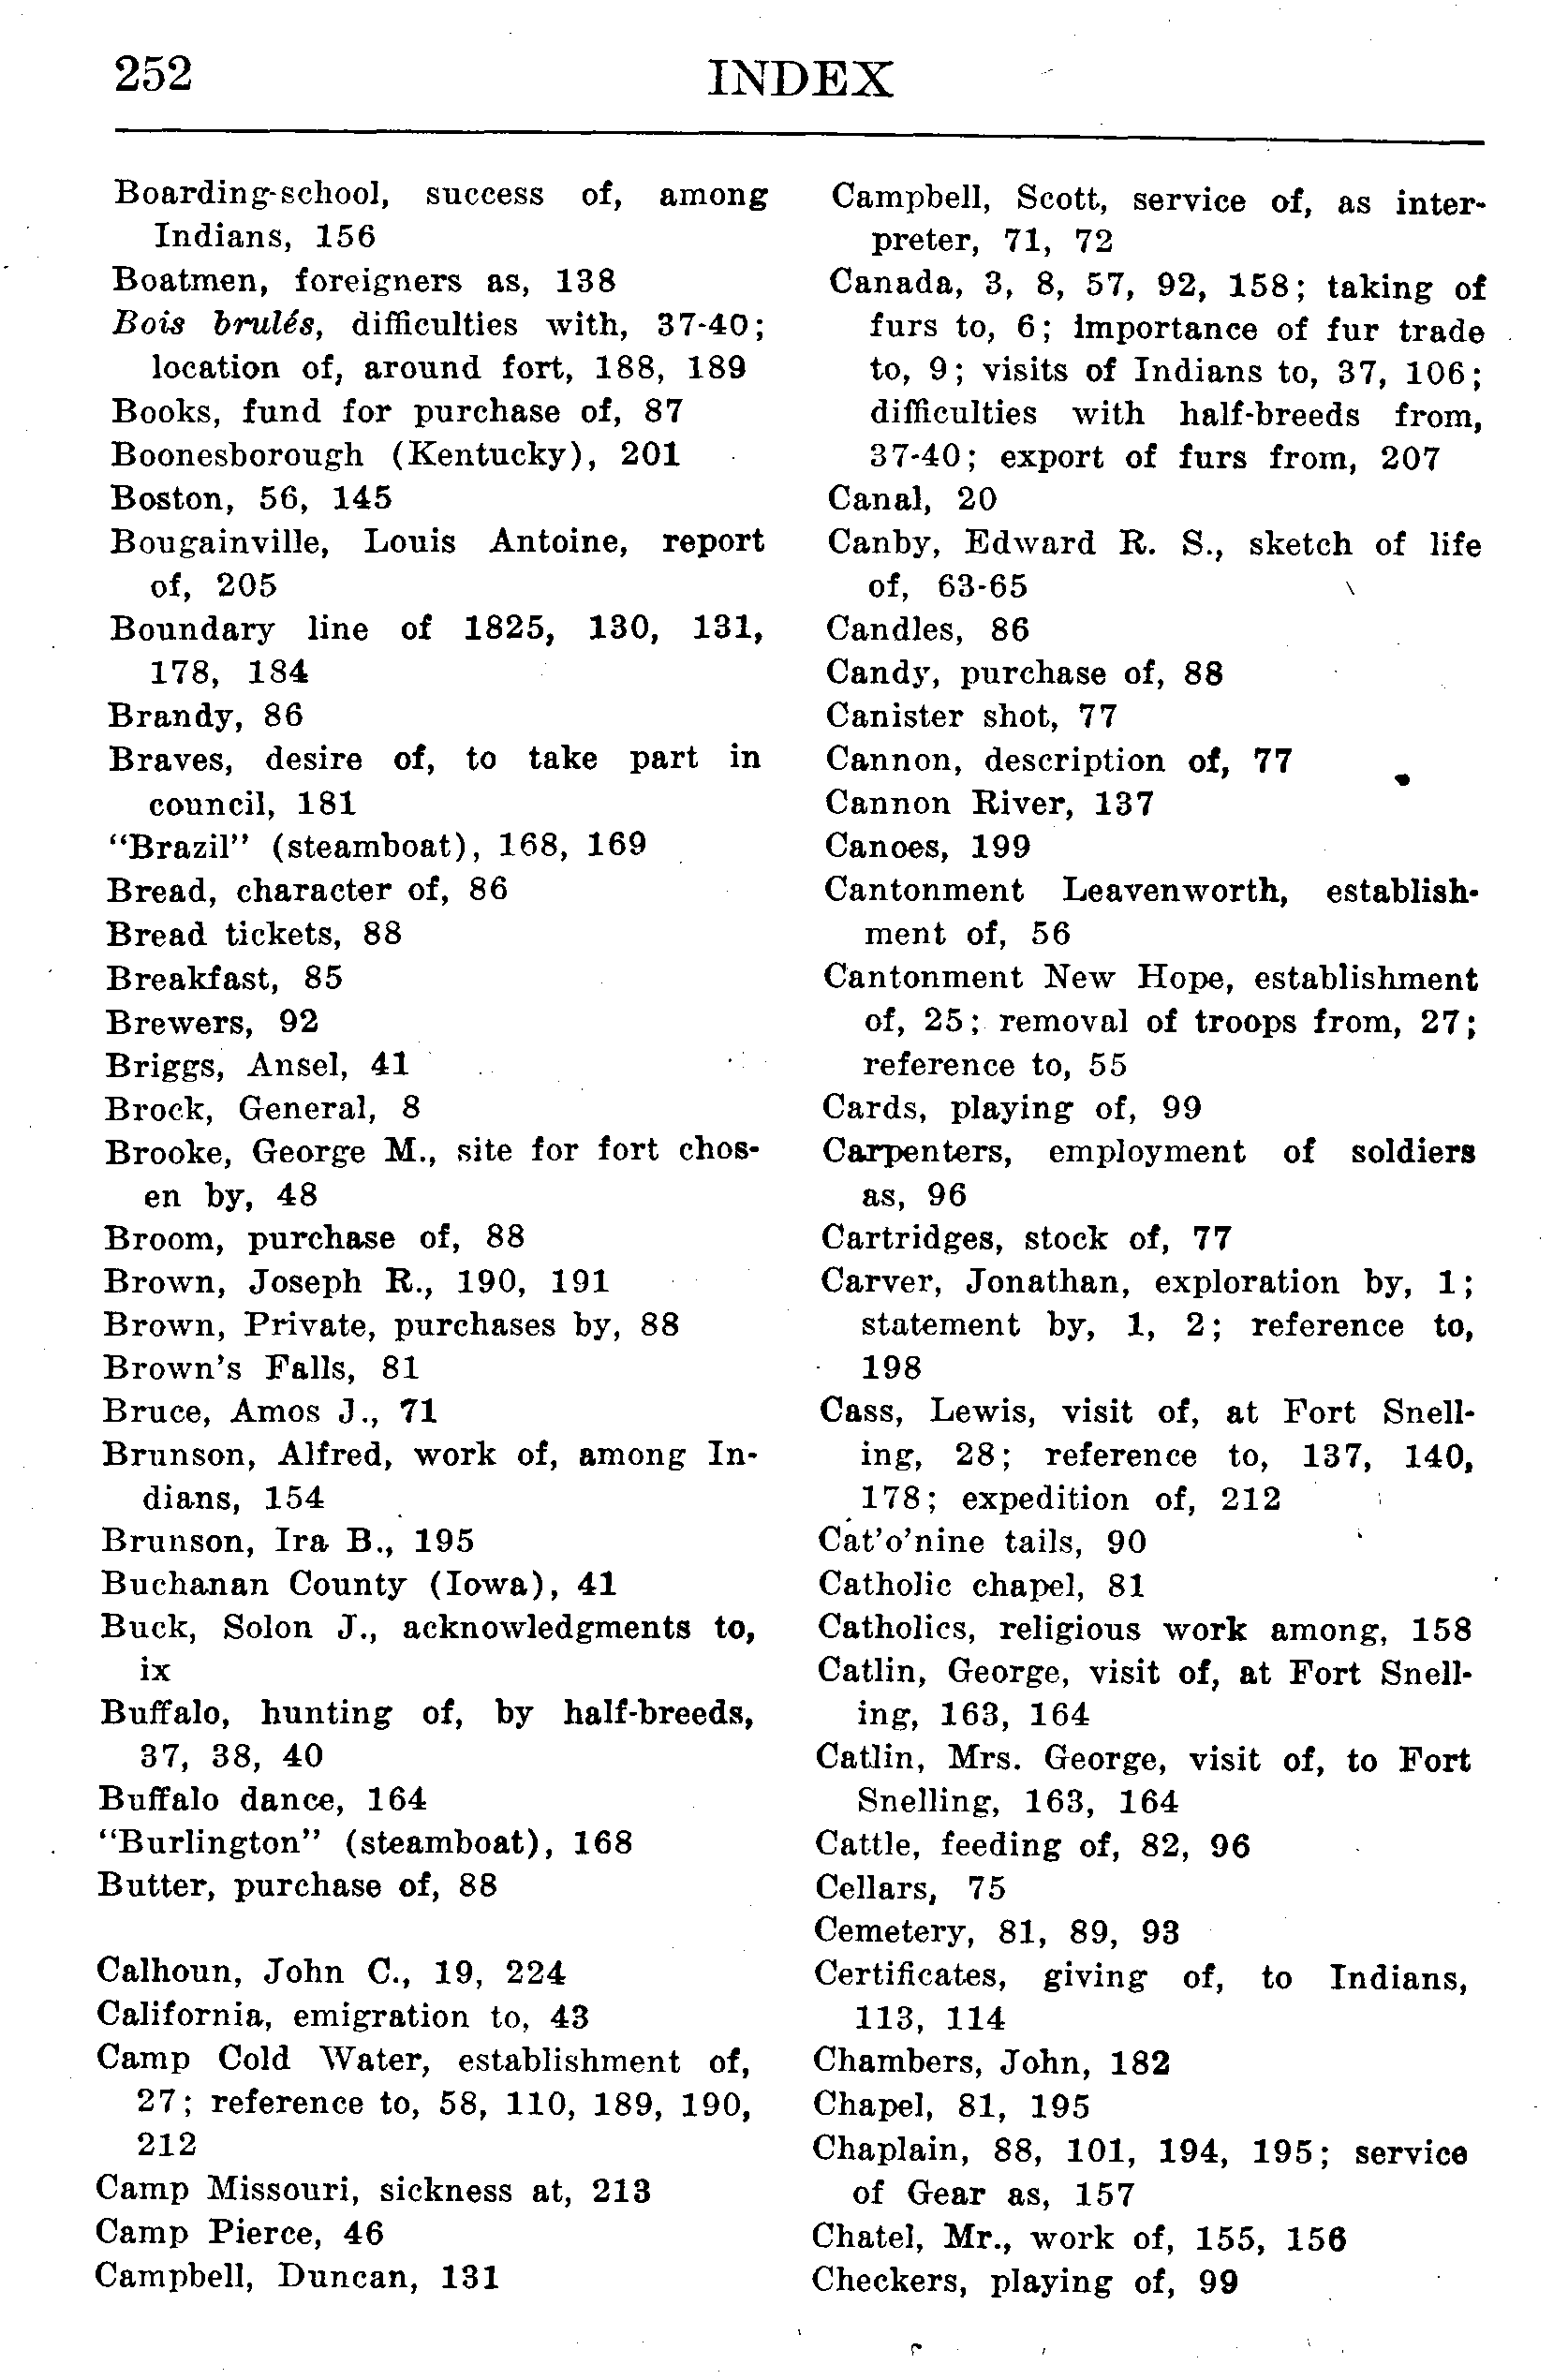 252
INDEX
Boarding-school, success of, among
Indians, 156
Boatmen, foreigners as, 138
Bois brulés, difficulties with, 37-40;
location of, around fort, 188, 189
Books, fund for purchase of, 87
Boonesborough (Kentucky), 201
Boston, 56, 145
Bougainville, Louis Antoine, report
of, 205
Boundary line of 1825, 130, 131,
178, 184
Brandy, 86
Braves, desire of, to take part in
council, 181
“Brazil” (steamboat), 168, 169
Bread, character of, 86
Bread tickets, 88
Breakfast, 85
Brewers, 92
Briggs, Ansel, 41
Brock, General, 8
Brooke, George M., site for fort chos-
en by, 48
Broom, purchase of, 88
Brown, Joseph R., 190, 191
Brown, Private, purchases by, 88
Brown's Falls, 81
Bruce, Amos J., 71
Brunson, Alfred, work of, among In-
dians, 154
Brunson, Ira B., 195
Buchanan County (Iowa), 41
Buck, Solon J., acknowledgments to,
ix
Buffalo, hunting of, by half-breeds,
37, 38, 40
Buffalo dance, 164
“Burlington” (steamboat), 168
Butter, purchase of, 88
Calhoun, John C., 19, 224
California, emigration to, 43
Camp Cold Water, establishment of,
27; reference to, 58, 110, 189, 190,
212
Camp Missouri, sickness at, 213
Camp Pierce, 46
Campbell, Duncan, 131
Campbell, Scott, service of, as inter-
preter, 71, 72
Canada, 3, 8, 57, 92, 158; taking of
furs to, 6; importance of fur trade
to, 9; visits of Indians to, 37, 106;
difficulties with half-breeds from,
37-40; export of furs from, 207
Canal, 20
Canby, Edward R. S., sketch of life
of, 63-65
Candles, 86
Candy, purchase of, 88
Canister shot, 77
Cannon, description of, 77
Cannon River, 137
Canoes, 199
Cantonment Leavenworth, establish-
ment of, 56
Cantonment New Hope, establishment
of, 25; removal of troops from, 27;
reference to, 55
Cards, playing of, 99
Carpenters, employment of soldiers
as, 96
Cartridges, stock of, 77
Carver, Jonathan, exploration by, 1;
statement by, 1, 2; reference to,
198
Cass, Lewis, visit of, at Fort Snell-
ing, 28; reference to, 137, 140,
178; expedition of, 212
Cat'o'nine tails, 90
Catholic chapel, 81
Catholics, religious work among, 158
Catlin, George, visit of, at Fort Snell-
ing, 163, 164
Catlin, Mrs. George, visit of, to Fort
Snelling, 163, 164
Cattle, feeding of, 82, 96
Cellars, 75
Cemetery, 81, 89, 93
Certificates, giving of, to Indians,
113, 114
Chambers, John, 182
Chapel, 81, 195
Chaplain, 88, 101, 194, 195; service
of Gear as, 157
Chatel, Mr., work of, 155, 156
Checkers, playing of, 99